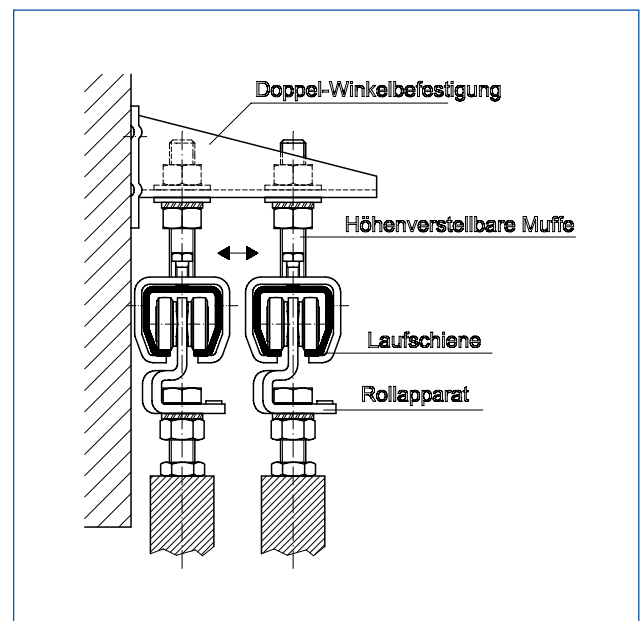 Doppel-Winkelbefestigung
Höhenverstellbare Muffe
Laufschiene
Rollapparat